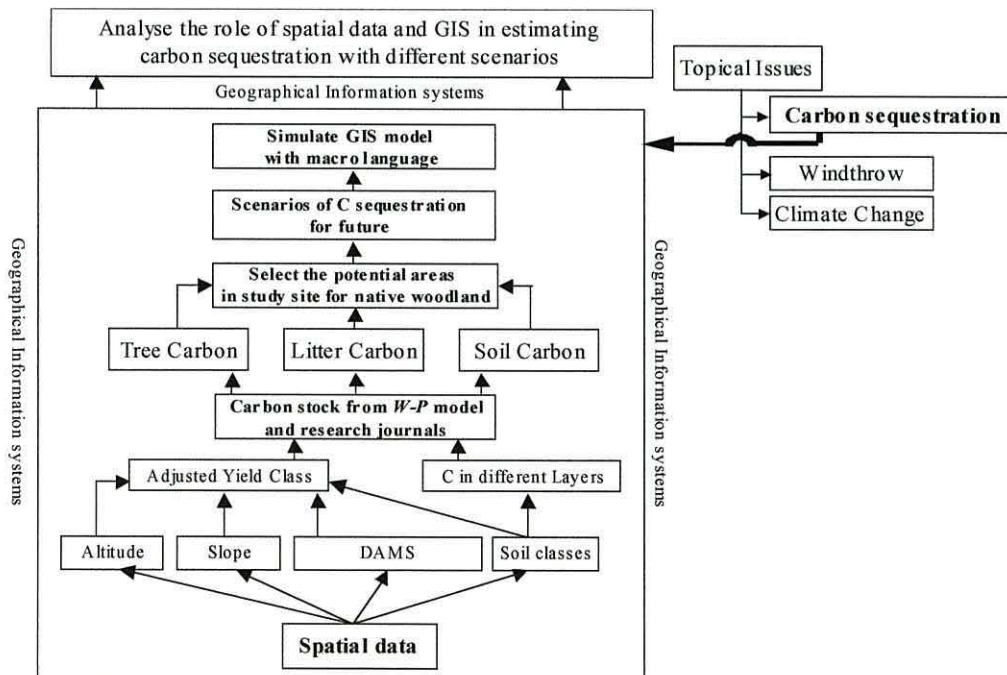 Analyse the role of spatial data and GIS in estimating
carbon sequestration with different scenarios
Geographical Information systems
Topical Issues
Carbon sequestration
Windthrow
Climate Change
Simulate GIS model
with macro language
Scenarios of C sequestration
for future
Select the potential areas
in study site for native woodland
Tree Carbon
Litter Carbon
Soil Carbon
Carbon stock from W-P model
and research journals
Adjusted Yield Class
C in different Layers
Altitude
Slope
DAMS
Soil classes
Spatial data
Geographical Information systems
Geographical Information systems